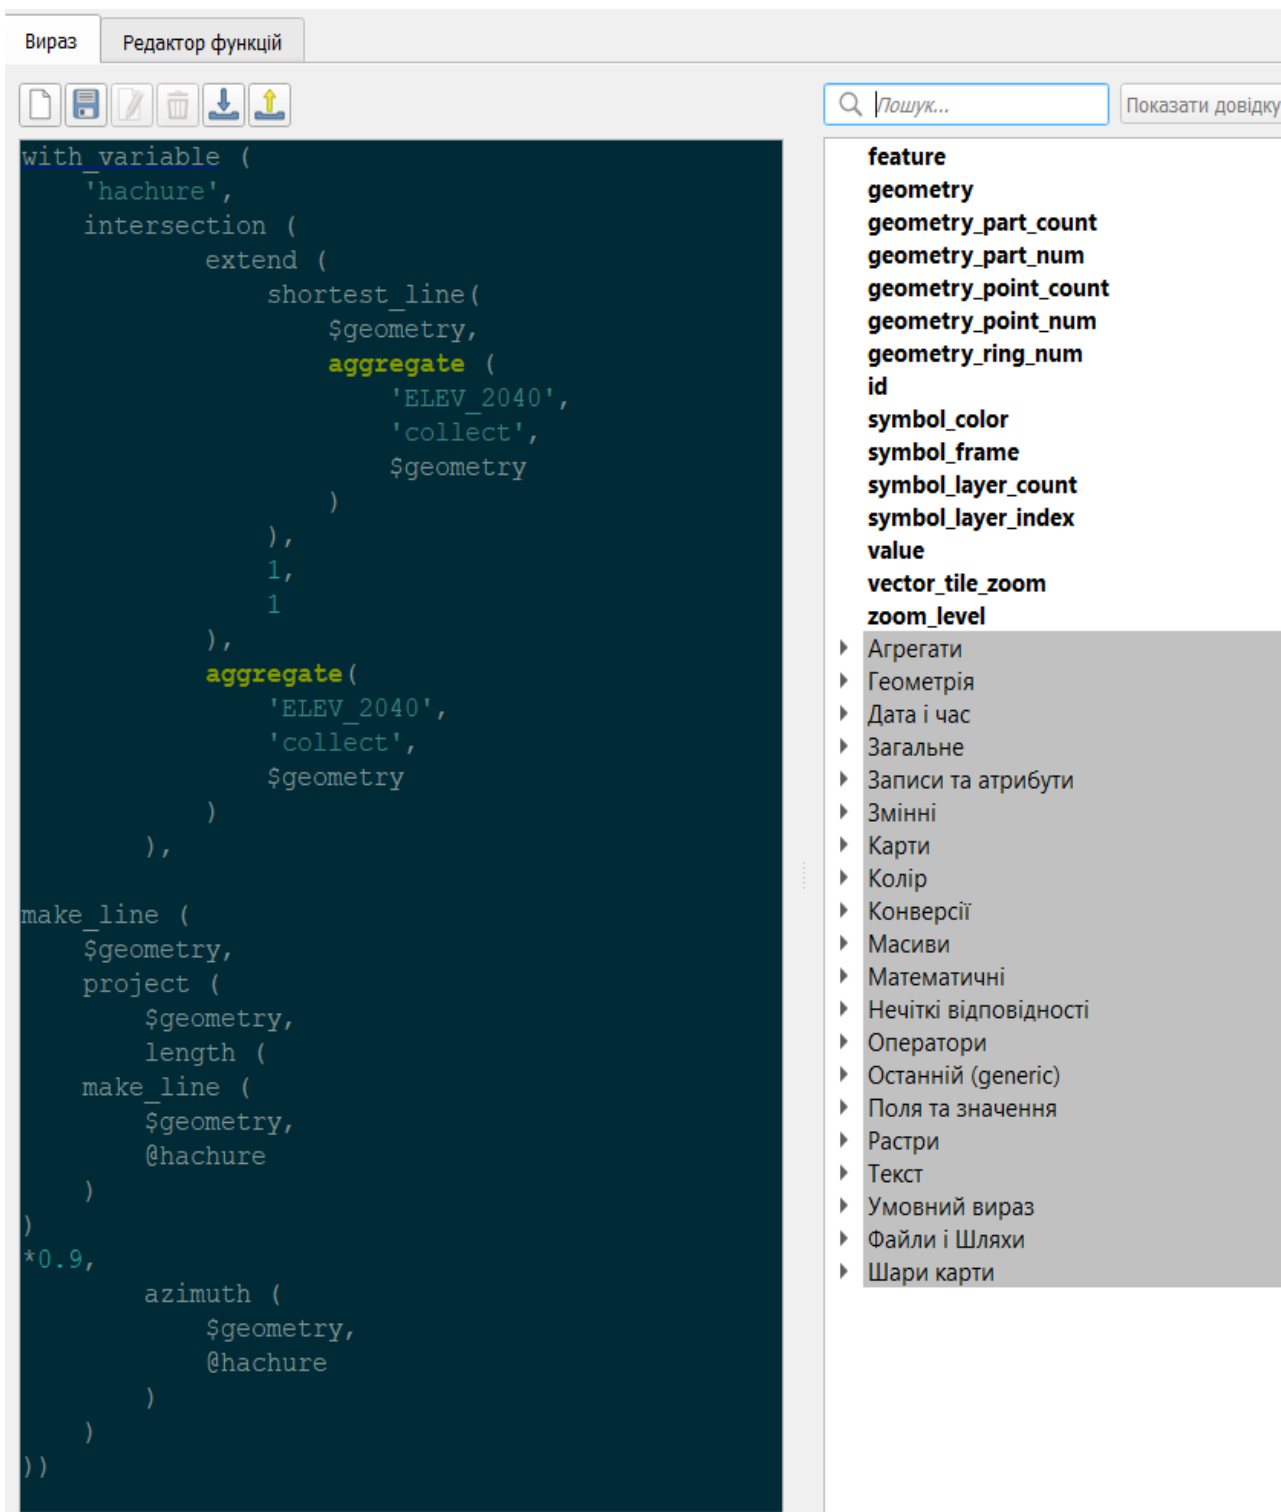 Вираз
Редактор функцій
with_variable (
'hachure',
intersection (
extend (
shortest_line(
$geometry,
aggregate (
'ELEV_2040',
'collect',
$geometry
)
),
1,
1
),
aggregate(
'ELEV_2040',
'collect',
$geometry
)
),
make_line (
$geometry,
project (
$geometry,
length (
make_line (
$geometry,
@hachure
)
)
*0.9,
azimuth (
$geometry,
@hachure
)
)
))
Пошук...
Показати довідку
feature
geometry
geometry_part_count
geometry_part_num
geometry_point_count
geometry_point_num
geometry_ring_num
id
symbol_color
symbol_frame
symbol_layer_count
symbol_layer_index
value
vector_tile_zoom
zoom_level
Агрегати
Геометрія
Дата і час
Загальне
Записи та атрибути
Змінні
Карти
Колір
Конверсії
Масиви
Математичні
Нечіткі відповідності
Оператори
Останній (generic)
Поля та значення
Растри
Текст
Умовний вираз
Файли і Шляхи
Шари карти